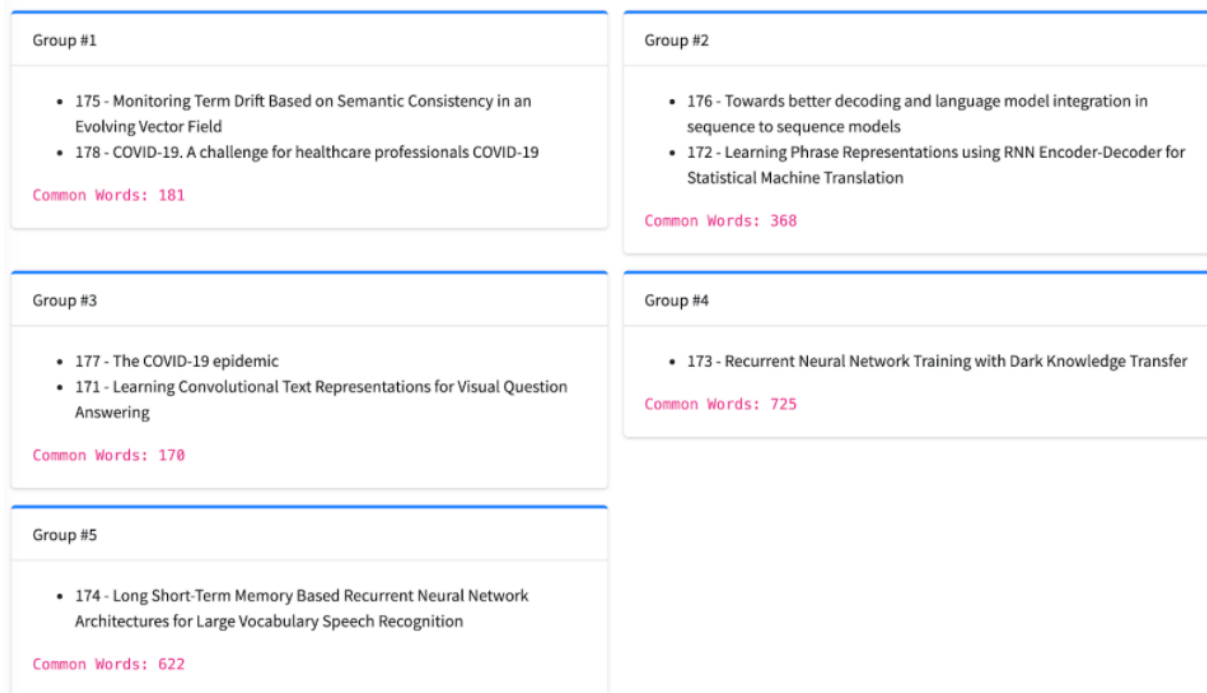 Group #1
• 175 - Monitoring Term Drift Based on Semantic Consistency in an
Evolving Vector Field
• 178 - COVID-19. A challenge for healthcare professionals COVID-19
Common Words: 181
Group #2
• 176 - Towards better decoding and language model integration in
sequence to sequence models
• 172 - Learning Phrase Representations using RNN Encoder-Decoder for
Statistical Machine Translation
Common Words: 368
Group #3
• 177 - The COVID-19 epidemic
• 171 - Learning Convolutional Text Representations for Visual Question
Answering
Common Words: 170
Group #4
• 173 - Recurrent Neural Network Training with Dark Knowledge Transfer
Common Words: 725
Group #5
• 174 - Long Short-Term Memory Based Recurrent Neural Network
Architectures for Large Vocabulary Speech Recognition
Common Words: 622